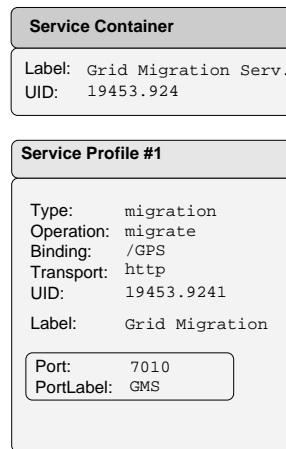 Service Container
Label: Grid Migration Serv.
UID: 19453.924
Service Profile #1
Type: migration
Operation: migrate
Binding: /GPS
Transport: http
UID: 19453.9241
Label: Grid Migration
Port: 7010
PortLabel: GMS